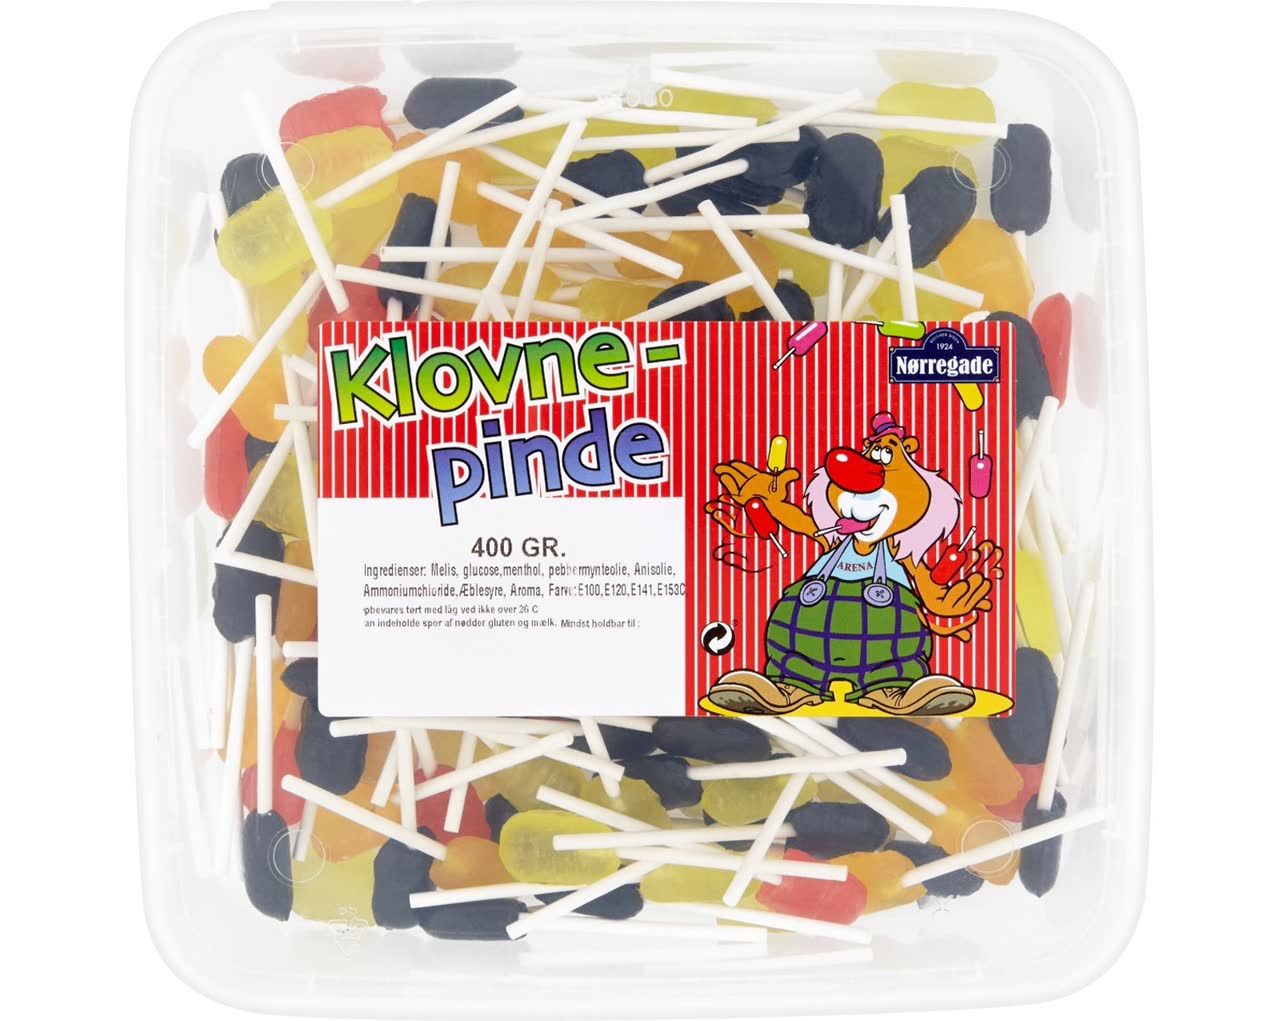 Klovne-
pinde
1924
Nørregade
ARENA
400 GR.
Ingredienser: Melis, glucose,menthol, pebbermynteolie, Anisolie,
Ammoniumchloride,Æblesyre, Aroma, Farve:E100,E120,E141,E153C
pbevares tørt med låg ved ikke over 26 C
an indeholde spor af nødder gluten og mælk. Mindst holdbar til :
®